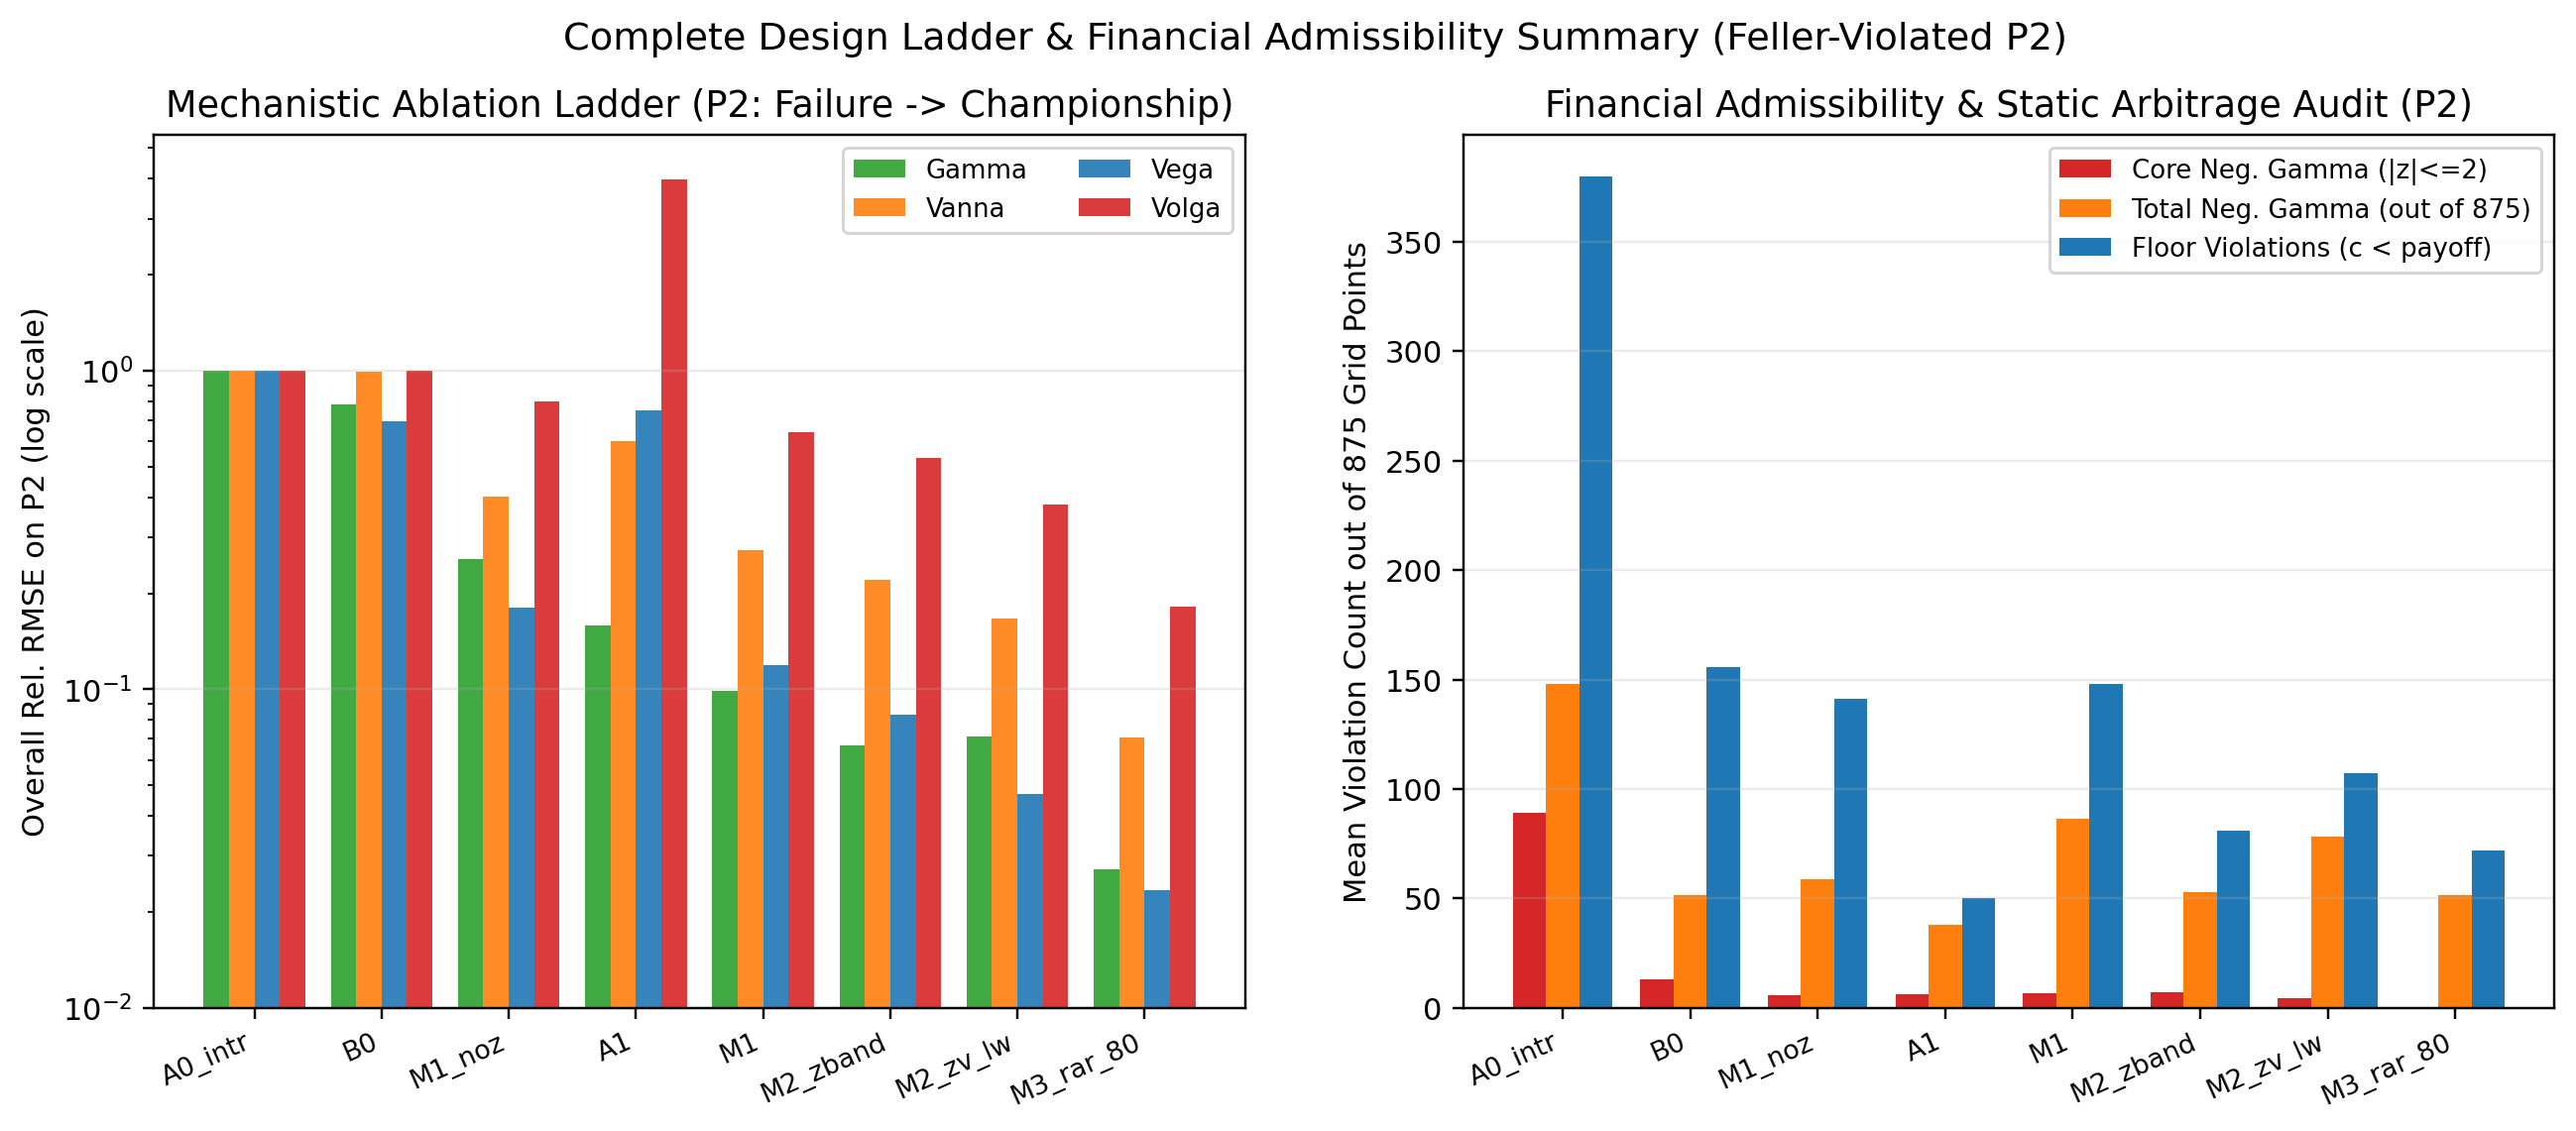 Complete Design Ladder & Financial Admissibility Summary (Feller-Violated P2)
Mechanistic Ablation Ladder (P2: Failure -> Championship)
Overall Rel. RMSE on P2 (log scale)
10⁰
10⁻¹
10⁻²
Gamma
Vanna
Vega
Volga
A0_intr
B0
M1_noz
A1
M1
M2_zband
M2_zv_lw
M3_rar_80
Financial Admissibility & Static Arbitrage Audit (P2)
Mean Violation Count out of 875 Grid Points
350
300
250
200
150
100
50
0
Core Neg. Gamma (|z|<=2)
Total Neg. Gamma (out of 875)
Floor Violations (c < payoff)
A0_intr
B0
M1_noz
A1
M1
M2_zband
M2_zv_lw
M3_rar_80